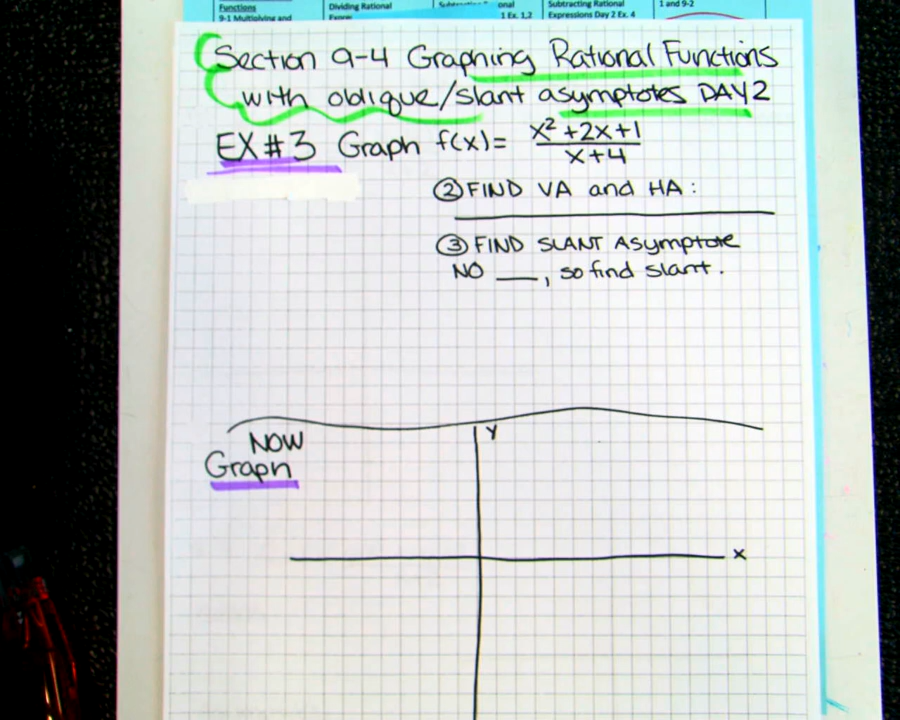 Functions
9-1 Multiplying and
Dividing Rational
onal
1 Ex. 1,2
Subtracting Rational
Expressions Day 2 Ex. 4
1 and 9-2
Section 9-4 Graphing Rational Functions
with oblique/slant asymptotes DAY 2
EX #3 Graph f(x) = x² + 2x + 1 / x + 4
② FIND VA and HA :
③ FIND SLANT Asymptote
NO ___, so find slant.
NOW
Graph
Y
X